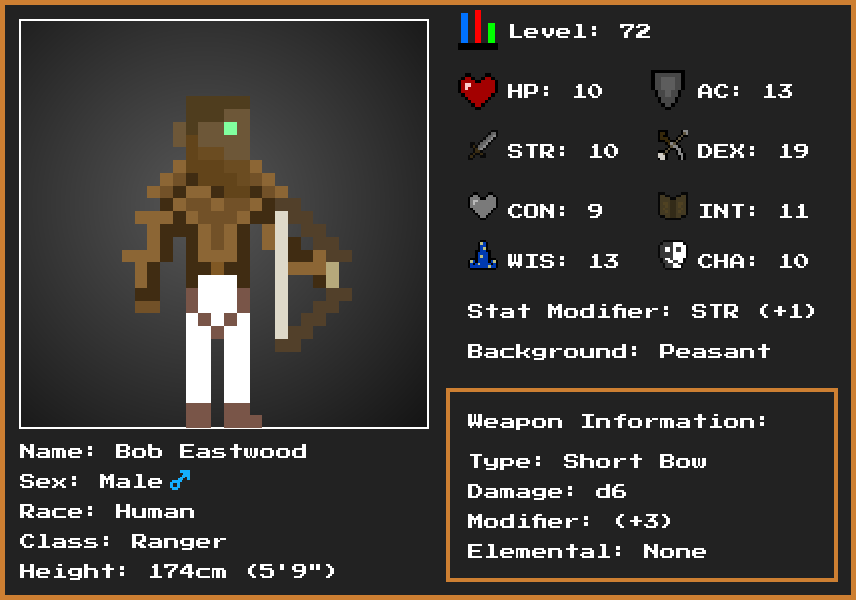 Level: 72
HP: 10 AC: 13
STR: 10 DEX: 19
CON: 9 INT: 11
WIS: 13 CHA: 10
Stat Modifier: STR (+1)
Background: Peasant
Weapon Information:
Type: Short Bow
Damage: d6
Modifier: (+3)
Elemental: None
Name: Bob Eastwood
Sex: Male ♂
Race: Human
Class: Ranger
Height: 174cm (5'9")